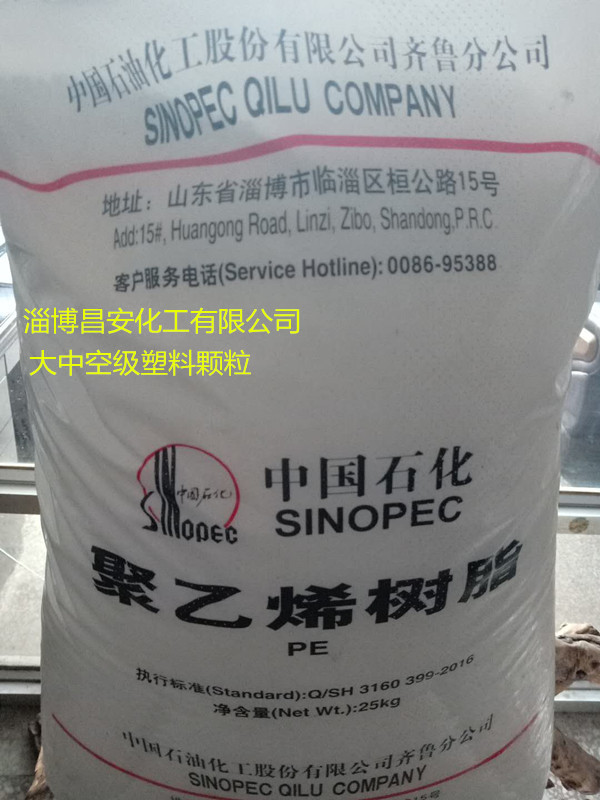 中国石油化工股份有限公司齐鲁分公司
SINOPEC QILU COMPANY
地址：山东省淄博市临淄区桓公路15号
Add:15#, Huangong Road, Linzi, Zibo, Shandong,P.R.C.
客户服务电话(Service Hotline): 0086-95388
淄博昌安化工有限公司
大中空级塑料颗粒
中国石化
SINOPEC
中国石化
SINOPEC
聚乙烯树脂
PE
执行标准(Standard):Q/SH 3160 399-2016
净含量(Net Wt.):25kg
中国石油化工股份有限公司齐鲁分公司
SINOPEC QILU COMPANY